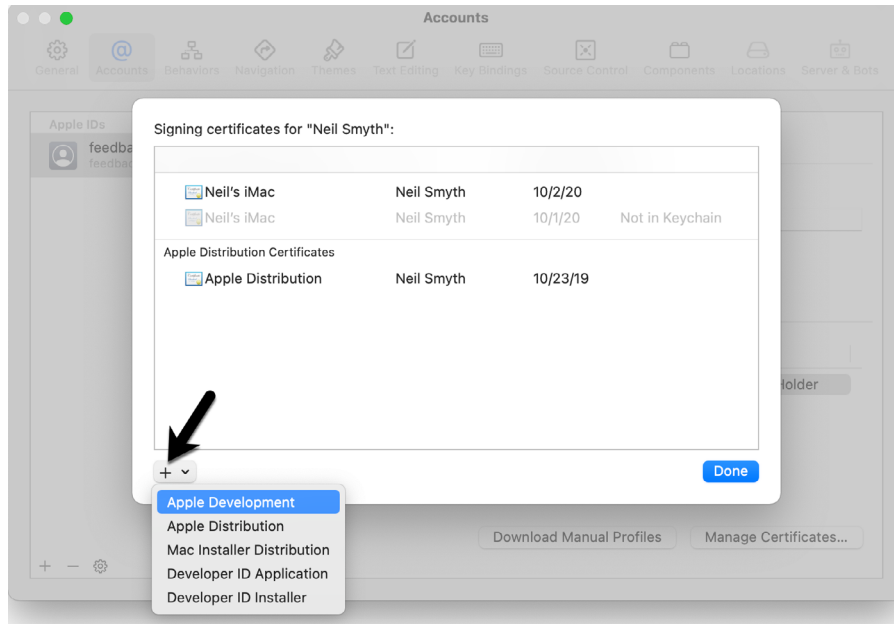 Accounts
General Accounts Behaviors Navigation Themes Text Editing Key Bindings Source Control Components Locations Server & Bots
Apple IDs
feedba
feedbac
Signing certificates for "Neil Smyth":
Neil's iMac Neil Smyth 10/2/20
Neil's iMac Neil Smyth 10/1/20 Not in Keychain
Apple Distribution Certificates
Apple Distribution Neil Smyth 10/23/19
Holder
+
Done
Apple Development
Apple Distribution
Mac Installer Distribution
Developer ID Application
Developer ID Installer
Download Manual Profiles Manage Certificates...
+ −